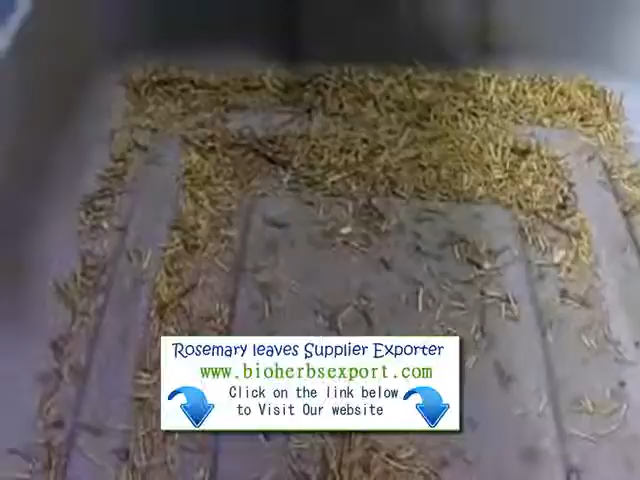 Rosemary leaves Supplier Exporter
www.bioherbsexport.com
Click on the link below
to Visit Our website